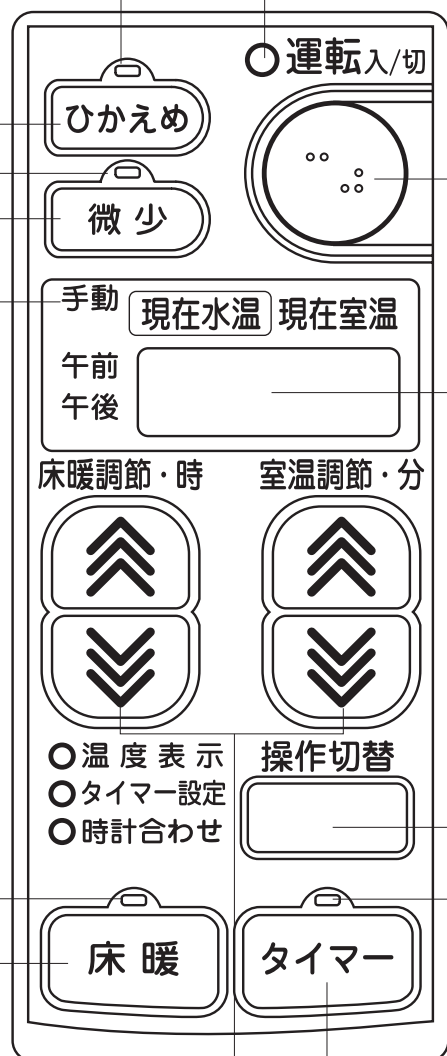 運転入/切
ひかえめ
微少
手動 現在水温 現在室温
午前
午後
床暖調節・時 室温調節・分
温度表示 操作切替
タイマー設定
時計合わせ
床暖 タイマー